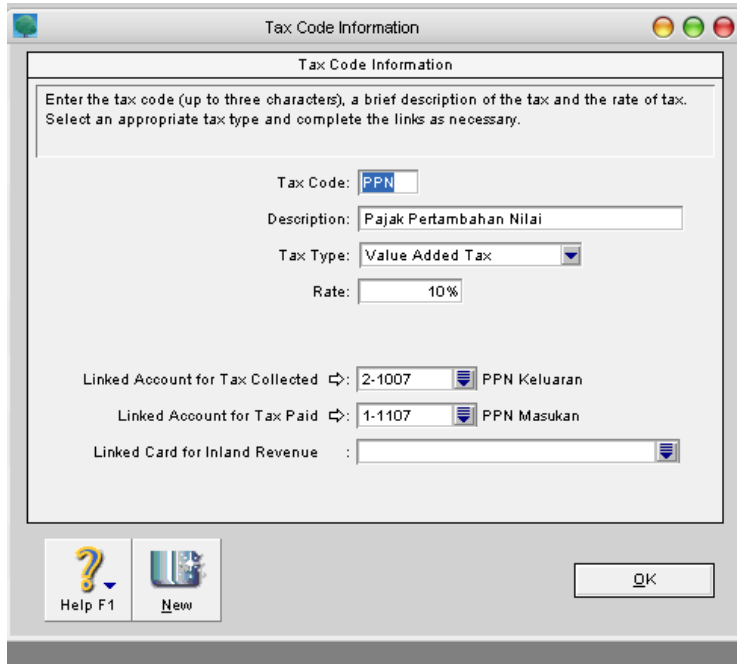 Tax Code Information
Tax Code Information
Enter the tax code (up to three characters), a brief description of the tax and the rate of tax.
Select an appropriate tax type and complete the links as necessary.
Tax Code: PPN
Description: Pajak Pertambahan Nilai
Tax Type: Value Added Tax
Rate: 10%
Linked Account for Tax Collected ⇨: 2-1007 PPN Keluaran
Linked Account for Tax Paid ⇨: 1-1107 PPN Masukan
Linked Card for Inland Revenue :
Help F1 New OK